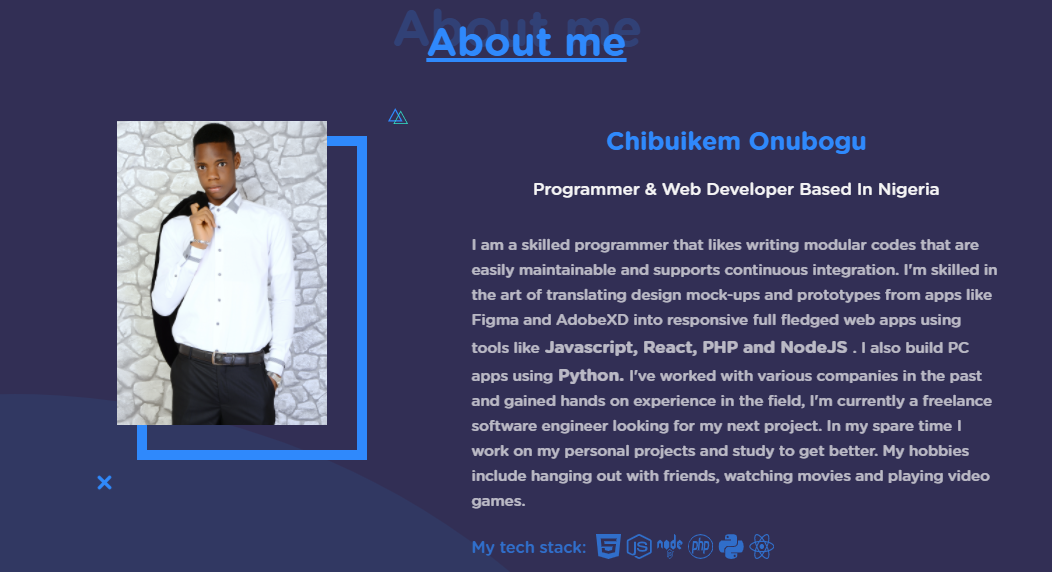 About me
About me
Chibuikem Onubogu
Programmer & Web Developer Based In Nigeria
I am a skilled programmer that likes writing modular codes that are
easily maintainable and supports continuous integration. I'm skilled in
the art of translating design mock-ups and prototypes from apps like
Figma and AdobeXD into responsive full fledged web apps using
tools like Javascript, React, PHP and NodeJS . I also build PC
apps using Python. I've worked with various companies in the past
and gained hands on experience in the field, I'm currently a freelance
software engineer looking for my next project. In my spare time I
work on my personal projects and study to get better. My hobbies
include hanging out with friends, watching movies and playing video
games.
My tech stack: 5 JS node php